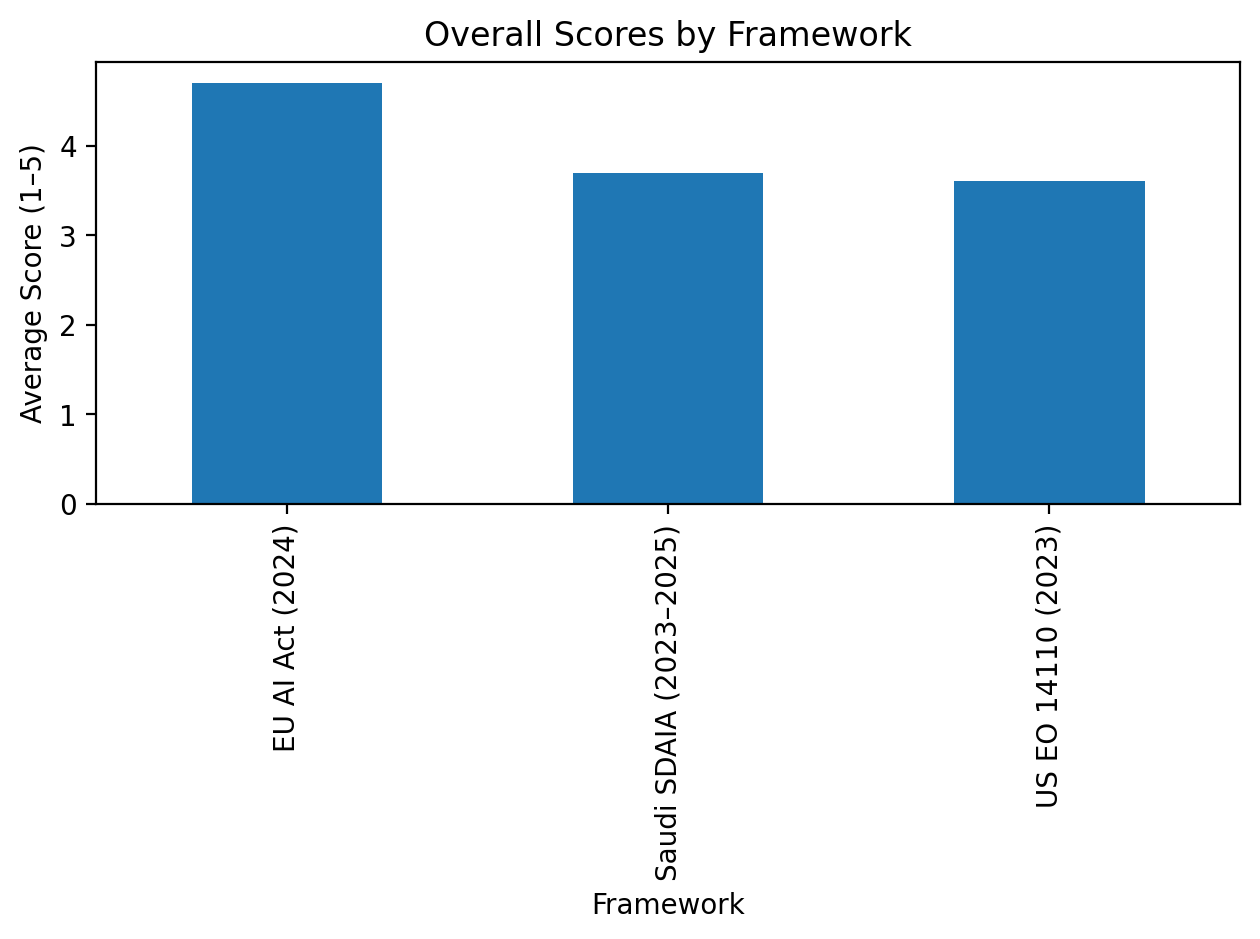 Overall Scores by Framework
Average Score (1–5)
4
3
2
1
0
EU AI Act (2024)
Saudi SDAIA (2023–2025)
US EO 14110 (2023)
Framework